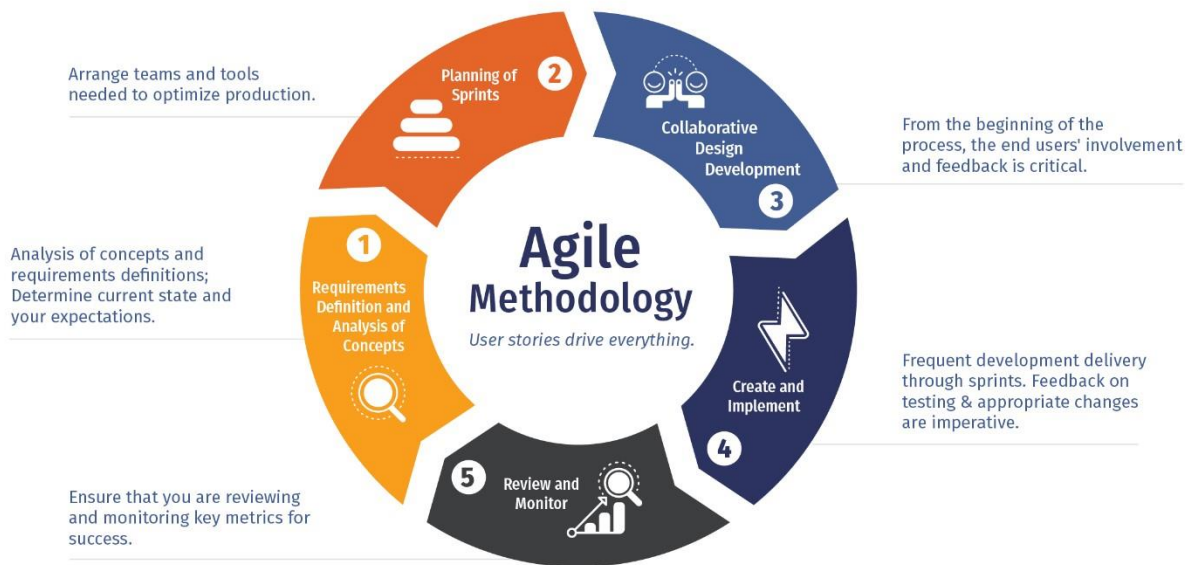 Agile
Methodology
User stories drive everything.
1
Requirements
Definition and
Analysis of
Concepts
Analysis of concepts and
requirements definitions;
Determine current state and
your expectations.
2
Planning of
Sprints
Arrange teams and tools
needed to optimize production.
Collaborative
Design
Development
3
From the beginning of the
process, the end users' involvement
and feedback is critical.
Create and
Implement
4
Frequent development delivery
through sprints. Feedback on
testing & appropriate changes
are imperative.
5
Review and
Monitor
Ensure that you are reviewing
and monitoring key metrics for
success.